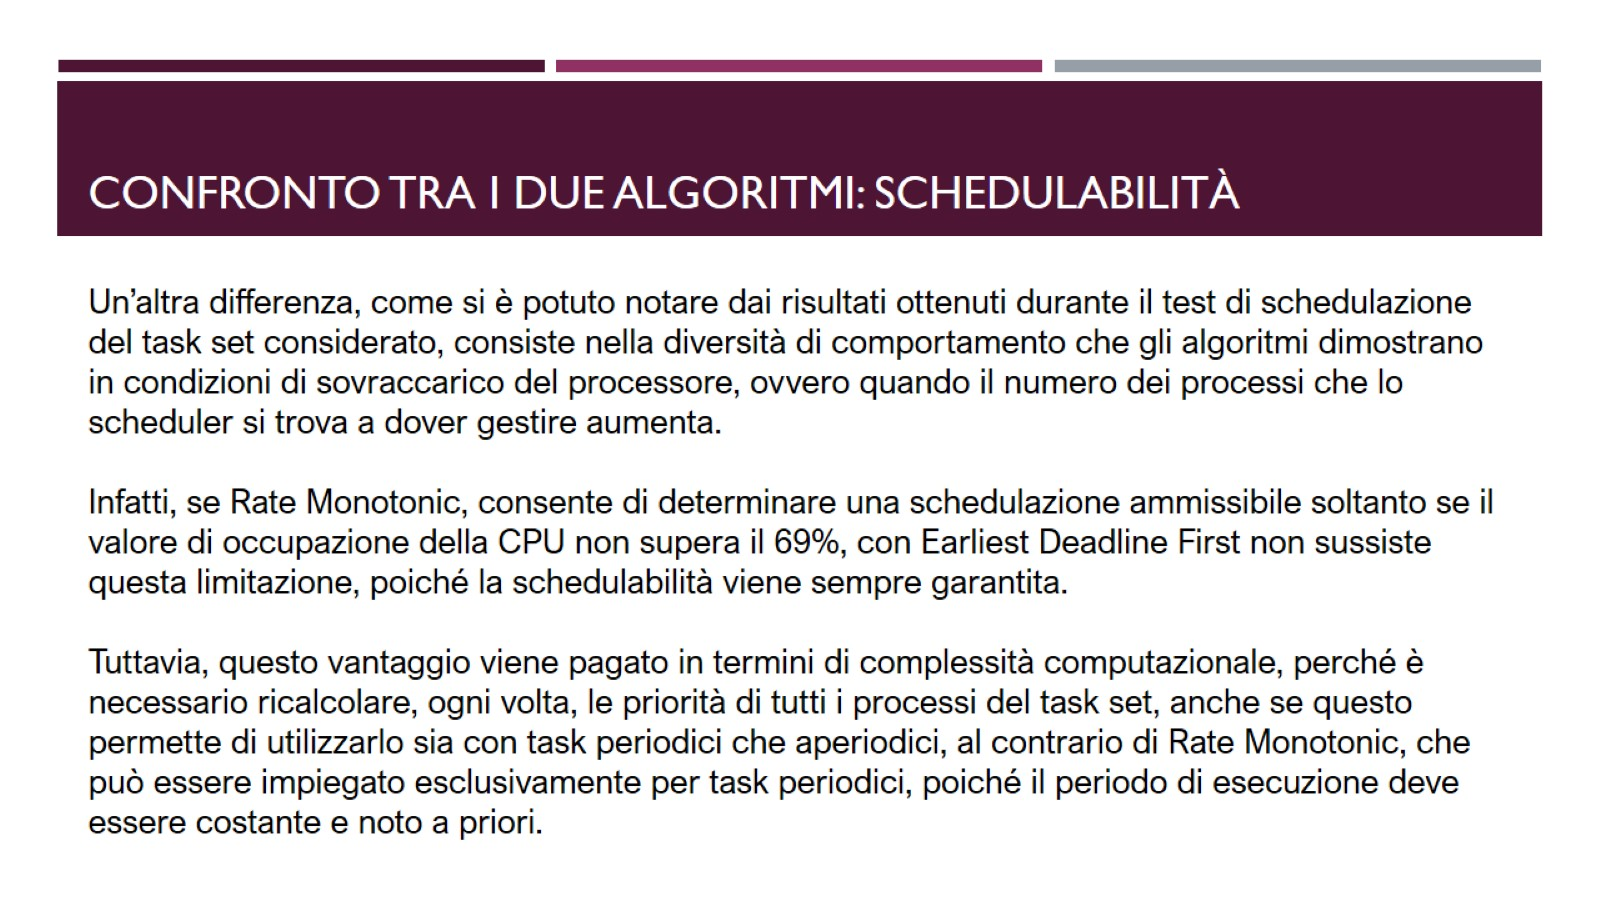 CONFRONTO TRA I DUE ALGORITMI: SCHEDULABILITÀ
Un’altra differenza, come si è potuto notare dai risultati ottenuti durante il test di schedulazione
del task set considerato, consiste nella diversità di comportamento che gli algoritmi dimostrano
in condizioni di sovraccarico del processore, ovvero quando il numero dei processi che lo
scheduler si trova a dover gestire aumenta.
Infatti, se Rate Monotonic, consente di determinare una schedulazione ammissibile soltanto se il
valore di occupazione della CPU non supera il 69%, con Earliest Deadline First non sussiste
questa limitazione, poiché la schedulabilità viene sempre garantita.
Tuttavia, questo vantaggio viene pagato in termini di complessità computazionale, perché è
necessario ricalcolare, ogni volta, le priorità di tutti i processi del task set, anche se questo
permette di utilizzarlo sia con task periodici che aperiodici, al contrario di Rate Monotonic, che
può essere impiegato esclusivamente per task periodici, poiché il periodo di esecuzione deve
essere costante e noto a priori.